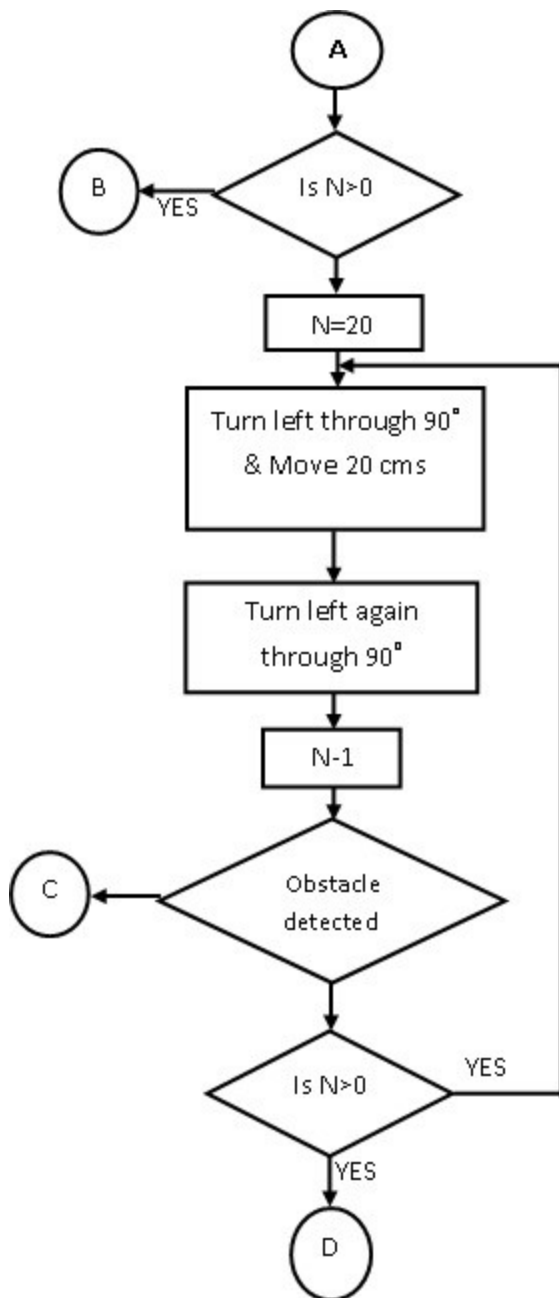 A
Is N>0
B
YES
N=20
Turn left through 90°
& Move 20 cms
Turn left again
through 90°
N-1
Obstacle
detected
C
Is N>0
YES
YES
D